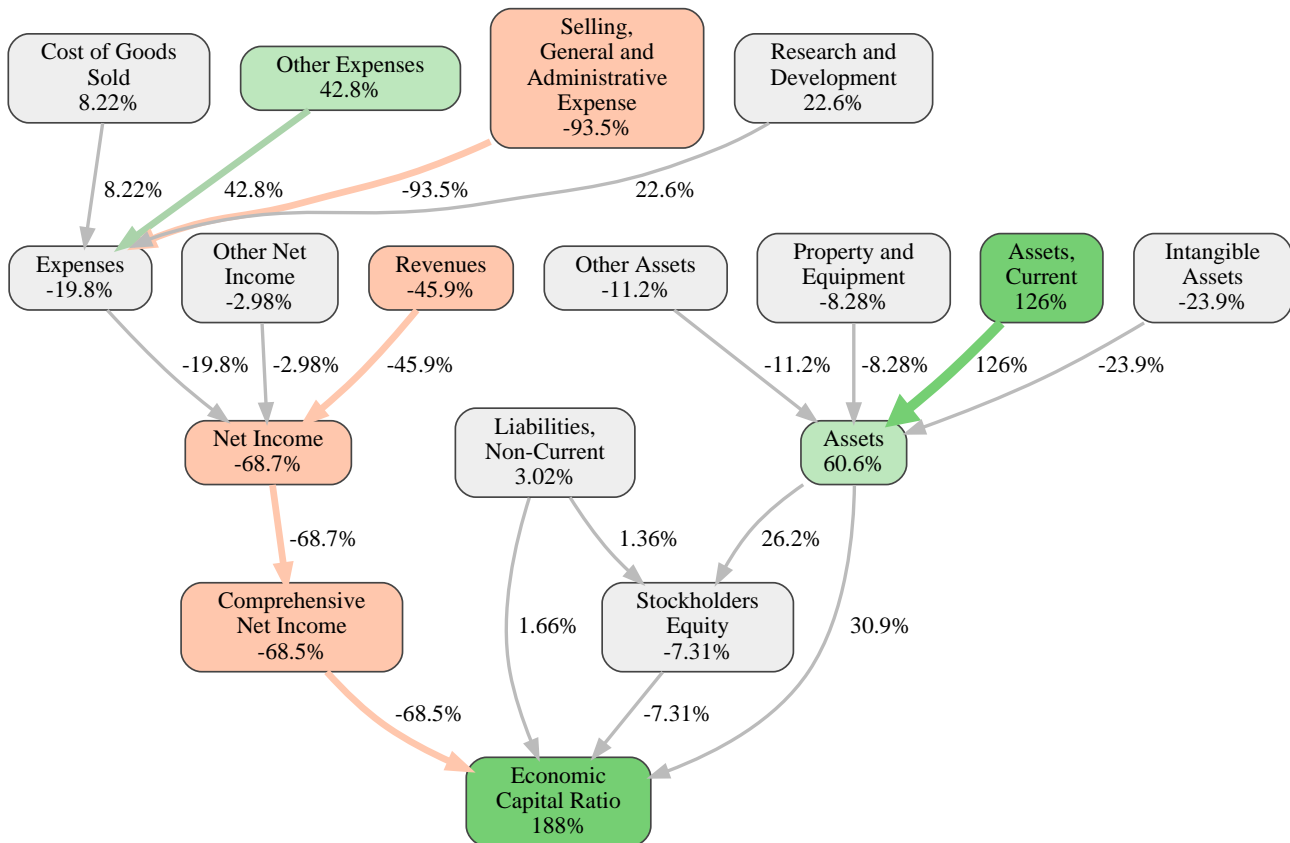 Cost of Goods
Sold
8.22%
Other Expenses
42.8%
Selling,
General and
Administrative
Expense
-93.5%
Research and
Development
22.6%
8.22%
42.8%
-93.5%
22.6%
Expenses
-19.8%
Other Net
Income
-2.98%
Revenues
-45.9%
Other Assets
-11.2%
Property and
Equipment
-8.28%
Assets,
Current
126%
Intangible
Assets
-23.9%
-19.8%
-2.98%
-45.9%
-11.2%
-8.28%
126%
-23.9%
Net Income
-68.7%
Liabilities,
Non-Current
3.02%
Assets
60.6%
-68.7%
1.36%
26.2%
Comprehensive
Net Income
-68.5%
1.66%
Stockholders
Equity
-7.31%
30.9%
-68.5%
-7.31%
Economic
Capital Ratio
188%